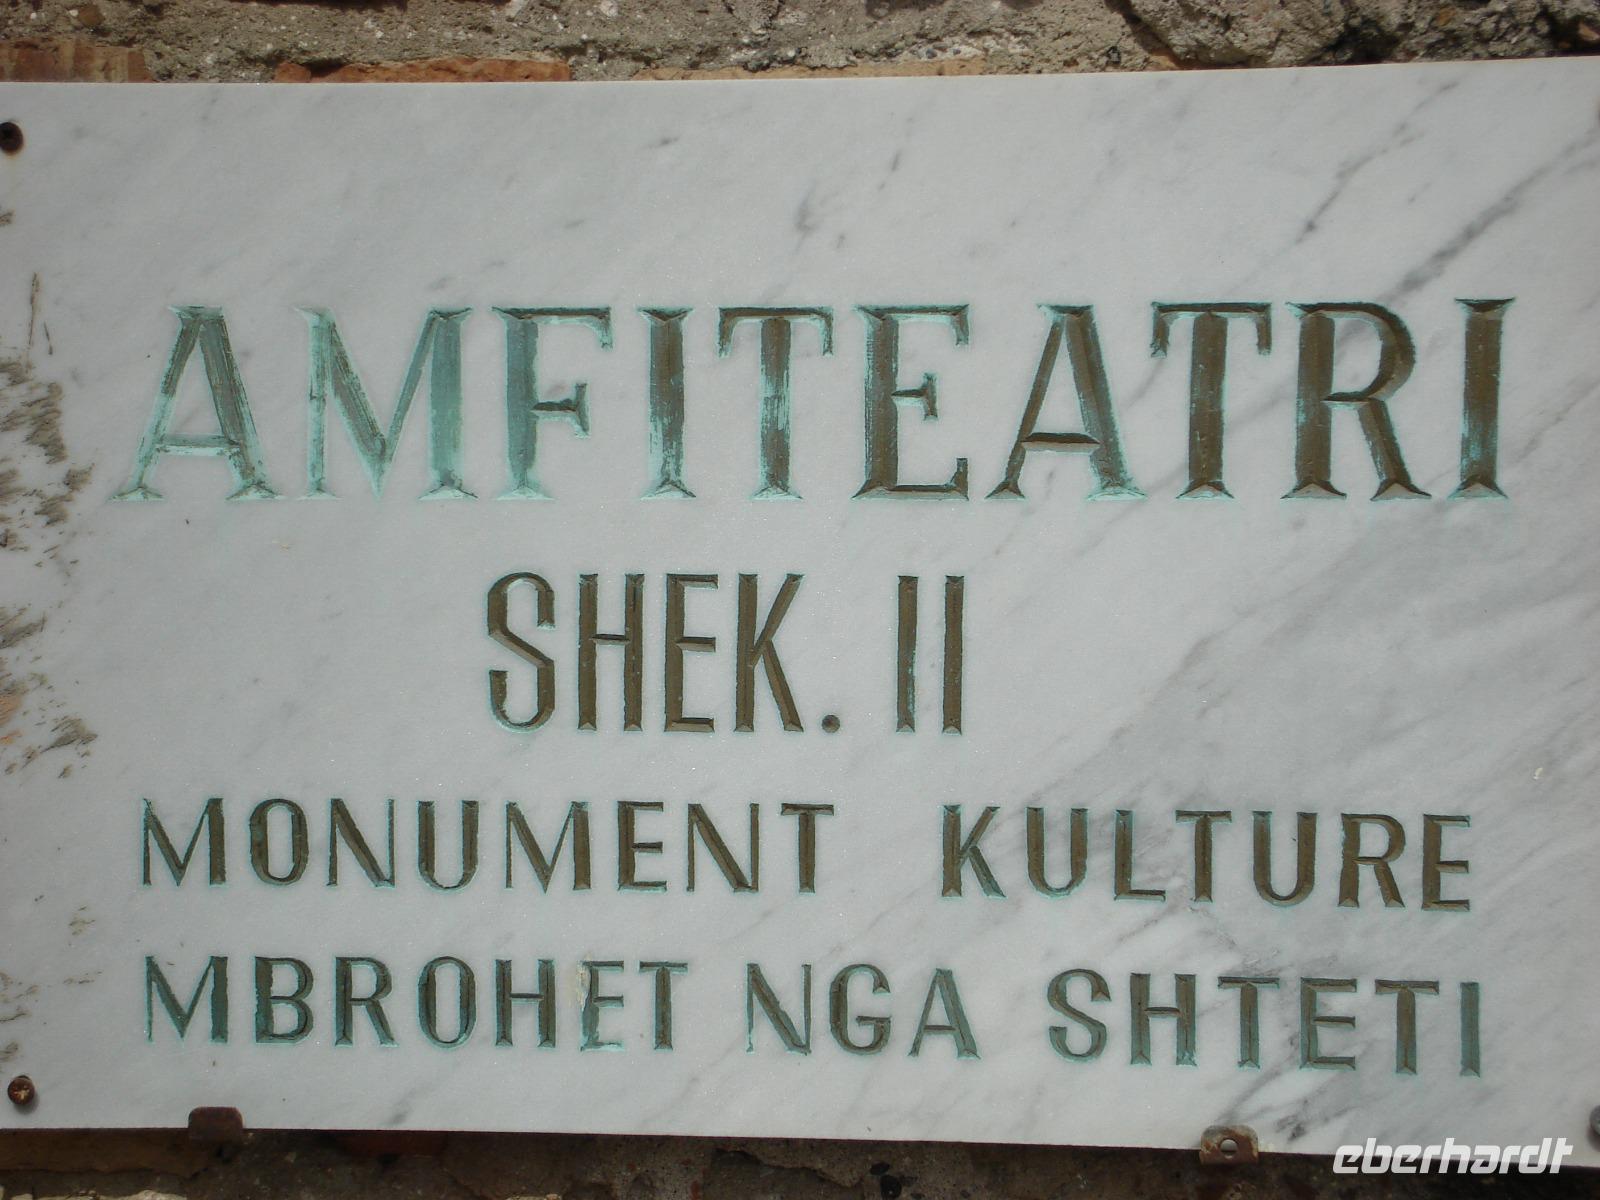 AMFITEATRI
SHEK. II
MONUMENT KULTURE
MBROHET NGA SHTETI
eberhardt